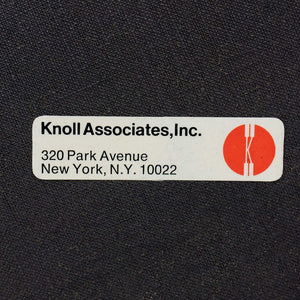 Knoll Associates, Inc.
320 Park Avenue
New York, N.Y. 10022
K